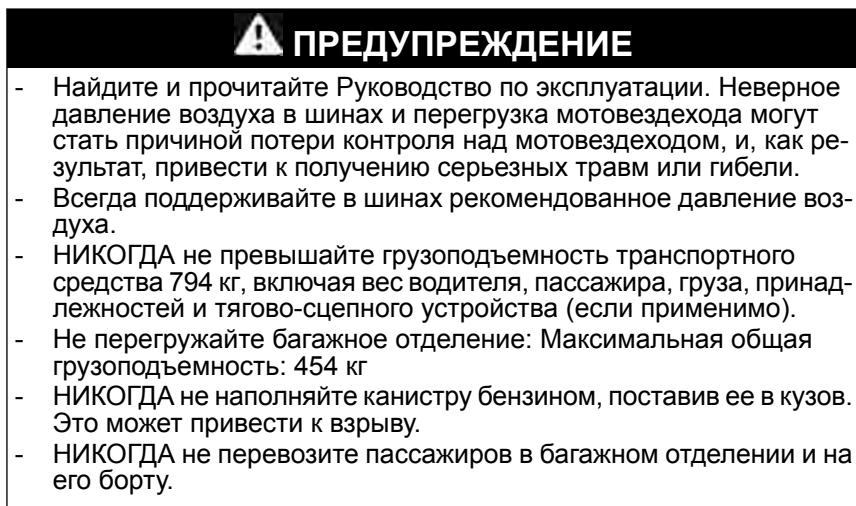 ПРЕДУПРЕЖДЕНИЕ
- Найдите и прочитайте Руководство по эксплуатации. Неверное
давление воздуха в шинах и перегрузка мотовездехода могут
стать причиной потери контроля над мотовездеходом, и, как ре-
зультат, привести к получению серьезных травм или гибели.
- Всегда поддерживайте в шинах рекомендованное давление воз-
духа.
- НИКОГДА не превышайте грузоподъемность транспортного
средства 794 кг, включая вес водителя, пассажира, груза, принад-
лежностей и тягово-сцепного устройства (если применимо).
- Не перегружайте багажное отделение: Максимальная общая
грузоподъемность: 454 кг
- НИКОГДА не наполняйте канистру бензином, поставив ее в кузов.
Это может привести к взрыву.
- НИКОГДА не перевозите пассажиров в багажном отделении и на
его борту.